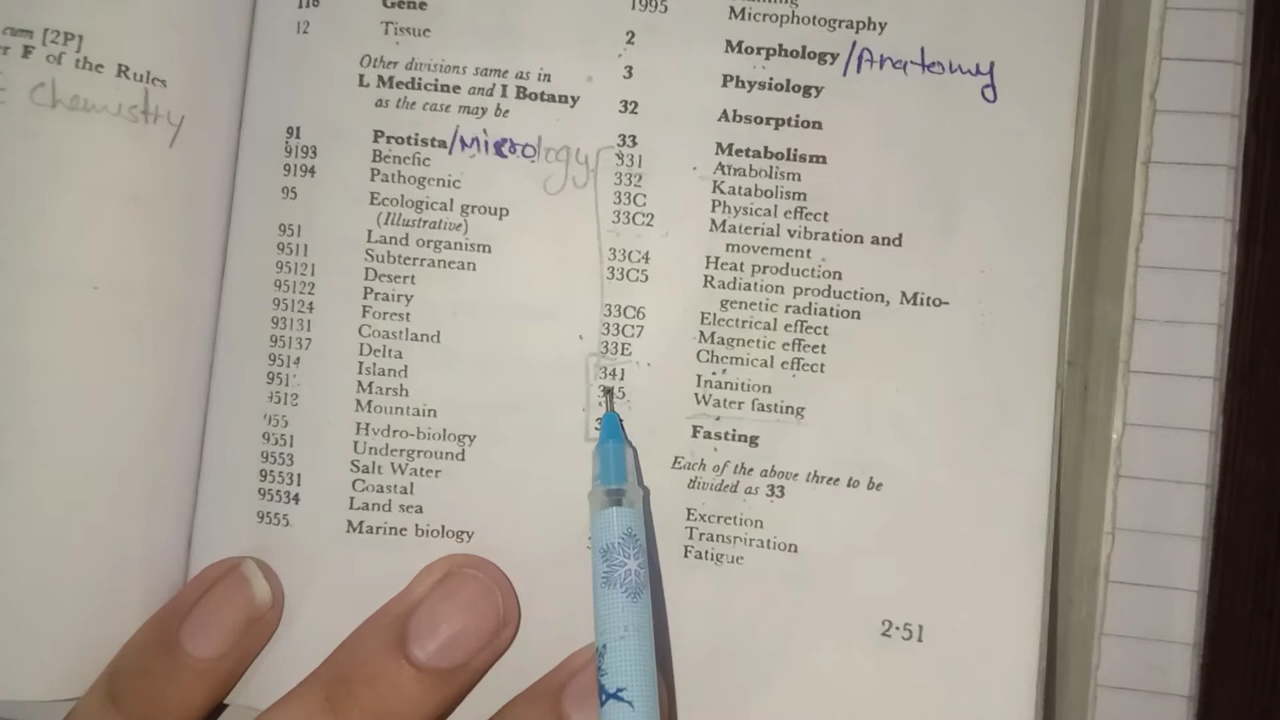 [2P]
F of the Rules
Chemistry
116 Gene
12 Tissue
Other divisions same as in
L Medicine and I Botany
as the case may be
91 Protista/Micrology
9193 Benefic
9194 Pathogenic
95 Ecological group
(Illustrative)
951 Land organism
9511 Subterranean
95121 Desert
95122 Prairy
95124 Forest
93131 Coastland
95137 Delta
9514 Island
Marsh
Mountain
Hydro-biology
9551 Underground
9553 Salt Water
95531 Coastal
95534 Land sea
9555 Marine biology
1995 Microphotography
2 Morphology/Anatomy
3 Physiology
32 Absorption
33 Metabolism
331 Anabolism
332 Katabolism
33C Physical effect
33C2 Material vibration and
movement
33C4 Heat production
33C5 Radiation production, Mito-
genetic radiation
33C6 Electrical effect
33C7 Magnetic effect
33E Chemical effect
341 Inanition
345 Water fasting
Fasting
Each of the above three to be
divided as 33
Excretion
Transpiration
Fatigue
2·51